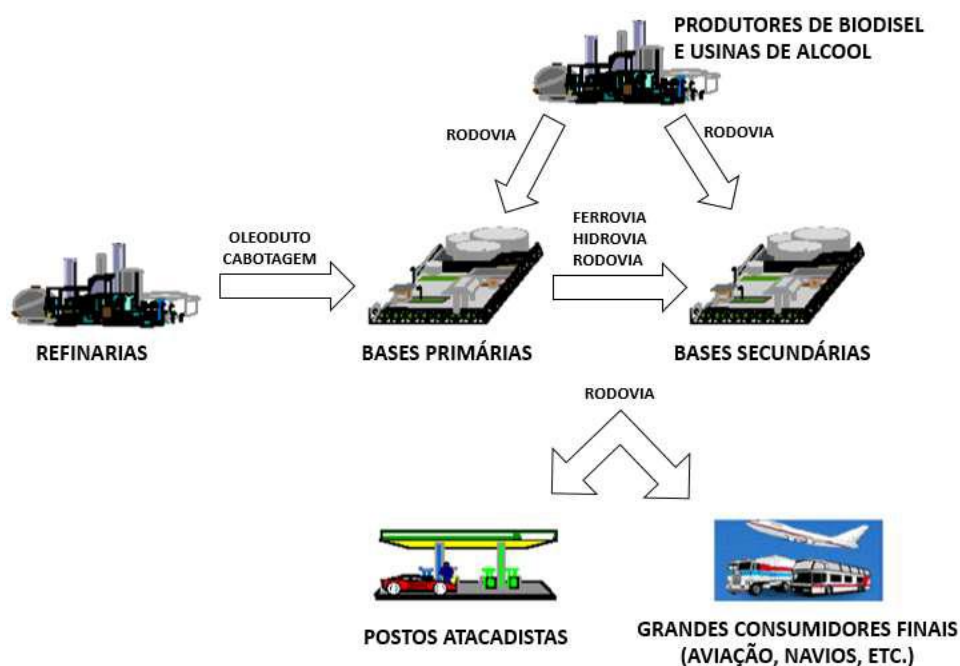 PRODUTORES DE BIODISEL
E USINAS DE ALCOOL
RODOVIA
RODOVIA
OLEODUTO
CABOTAGEM
FERROVIA
HIDROVIA
RODOVIA
REFINARIAS
BASES PRIMÁRIAS
BASES SECUNDÁRIAS
RODOVIA
POSTOS ATACADISTAS
GRANDES CONSUMIDORES FINAIS
(AVIAÇÃO, NAVIOS, ETC.)